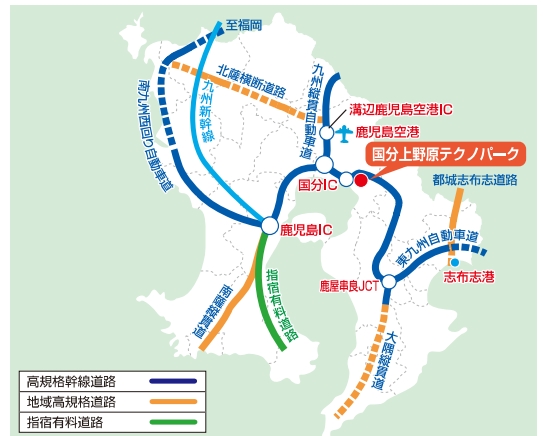 至福岡
北薩横断道路
南九州西回り自動車道
九州新幹線
九州縦貫自動車道
溝辺鹿児島空港IC
鹿児島空港
国分上野原テクノパーク
国分IC
都城志布志道路
東九州自動車道
志布志港
鹿児島IC
鹿屋串良JCT
指宿有料道路
南薩縦貫道
大隅縦貫道
高規格幹線道路
地域高規格道路
指宿有料道路